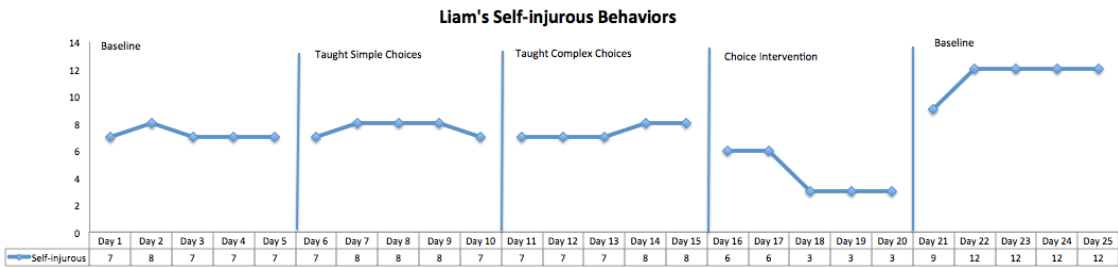 Liam's Self-injurous Behaviors
Baseline
Taught Simple Choices
Taught Complex Choices
Choice Intervention
Baseline
14
12
10
8
6
4
2
0
Day 1 Day 2 Day 3 Day 4 Day 5 Day 6 Day 7 Day 8 Day 9 Day 10 Day 11 Day 12 Day 13 Day 14 Day 15 Day 16 Day 17 Day 18 Day 19 Day 20 Day 21 Day 22 Day 23 Day 24 Day 25
Self-injurous 7 8 7 7 7 7 8 8 8 7 7 7 7 8 8 6 6 3 3 3 9 12 12 12 12